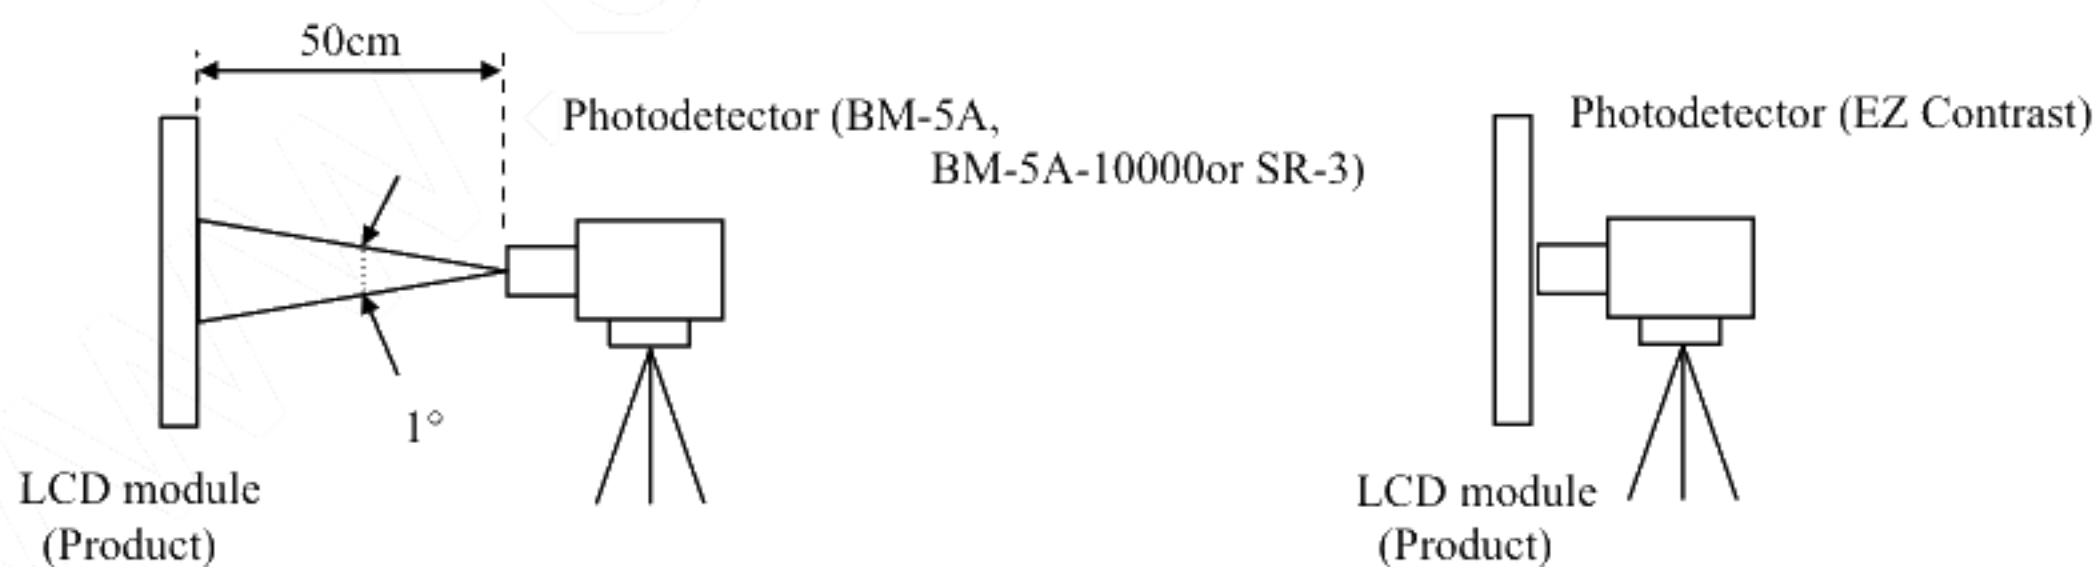 50cm
Photodetector (BM-5A,
BM-5A-10000or SR-3)
1°
LCD module
(Product)
Photodetector (EZ Contrast)
LCD module
(Product)